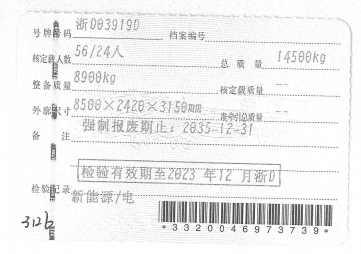 号牌号码 浙D03919D 档案编号
核定载人数 56/24人 总质量 14500kg
整备质量 8900kg 核定载质量 --
外廓尺寸 8500×2420×3150mm 准牵引总质量 --
备注 强制报废期止：2035-12-31
检验有效期至2023 年12 月浙D
检验记录 新能源/电
3126
*3320046973739*